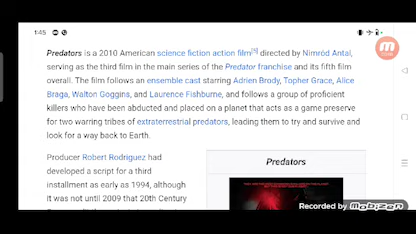 1:45
Predators is a 2010 American science fiction action film[5] directed by Nimród Antal,
serving as the third film in the main series of the Predator franchise and its fifth film
overall. The film follows an ensemble cast starring Adrien Brody, Topher Grace, Alice
Braga, Walton Goggins, and Laurence Fishburne, and follows a group of proficient
killers who have been abducted and placed on a planet that acts as a game preserve
for two warring tribes of extraterrestrial predators, leading them to try and survive and
look for a way back to Earth.
Producer Robert Rodriguez had
developed a script for a third
installment as early as 1994, although
it was not until 2009 that 20th Century
Predators
Recorded by Mobizen